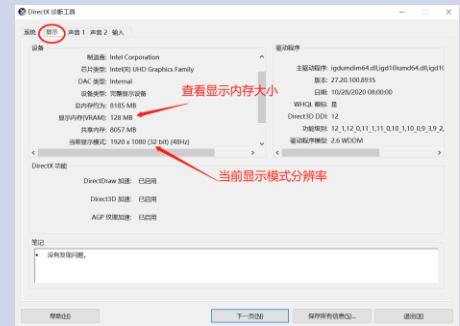 DirectX 诊断工具
系统 显示 声音 1 声音 2 输入
设备
制造商: Intel Corporation
芯片类型: Intel(R) UHD Graphics Family
DAC 类型: Internal
设备类型: 完整显示设备
总内存约为: 8185 MB
显示内存(VRAM): 128 MB
共享内存: 8057 MB
当前显示模式: 1920 x 1080 (32 bit) (48Hz)
查看显示内存大小
当前显示模式分辨率
驱动程序
主驱动程序: igdumdim64.dll,igd10iumd64.dll,igd1
版本: 27.20.100.8935
日期: 10/28/2020 08:00:00
WHQL 徽标: 是
Direct3D DDI: 12
功能级别: 12_1,12_0,11_1,11_0,10_1,10_0,9_3,9_2,
驱动程序模型: 2.6 WDDM
DirectX 功能
DirectDraw 加速: 已启用
Direct3D 加速: 已启用
AGP 纹理加速: 已启用
笔记
• 没有发现问题。
帮助(H)
下一页(N)
保存所有信息(S)...
退出(X)